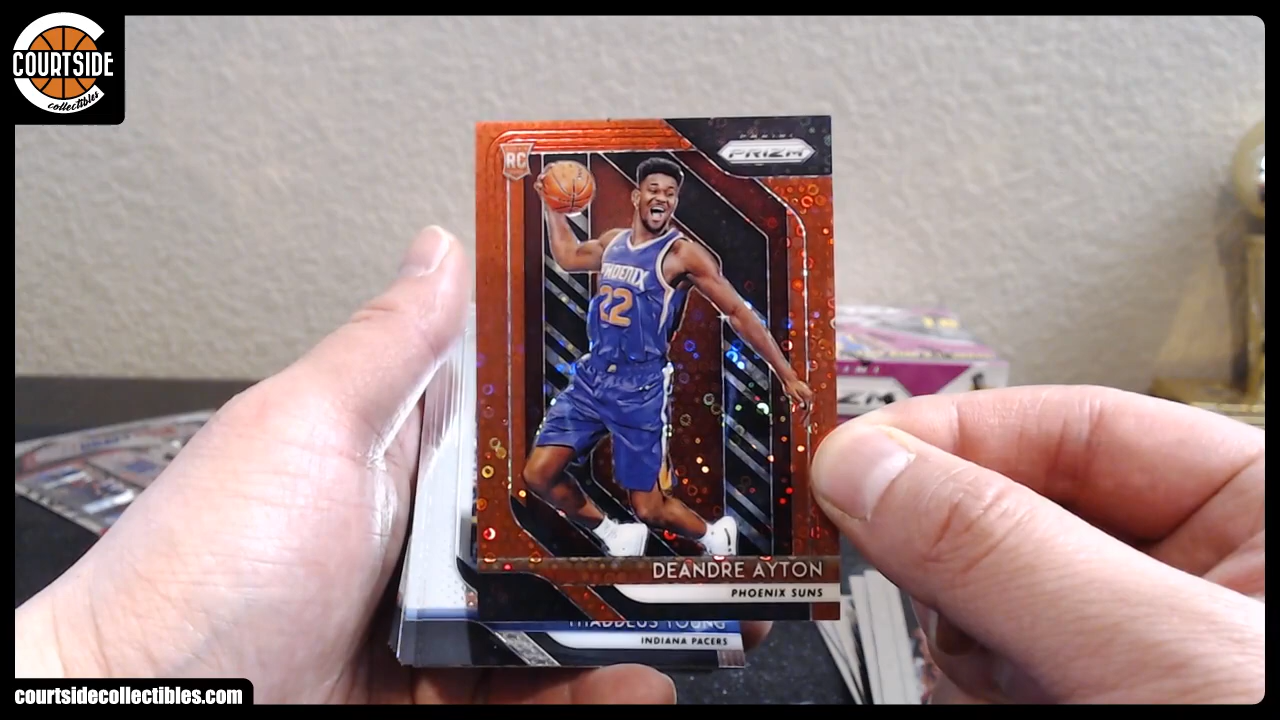 COURTSIDE
collectibles
RC
PANINI
PRIZM
PHOENIX
22
DEANDRE AYTON
PHOENIX SUNS
THADDEUS YOUNG
INDIANA PACERS
courtsidecollectibles.com